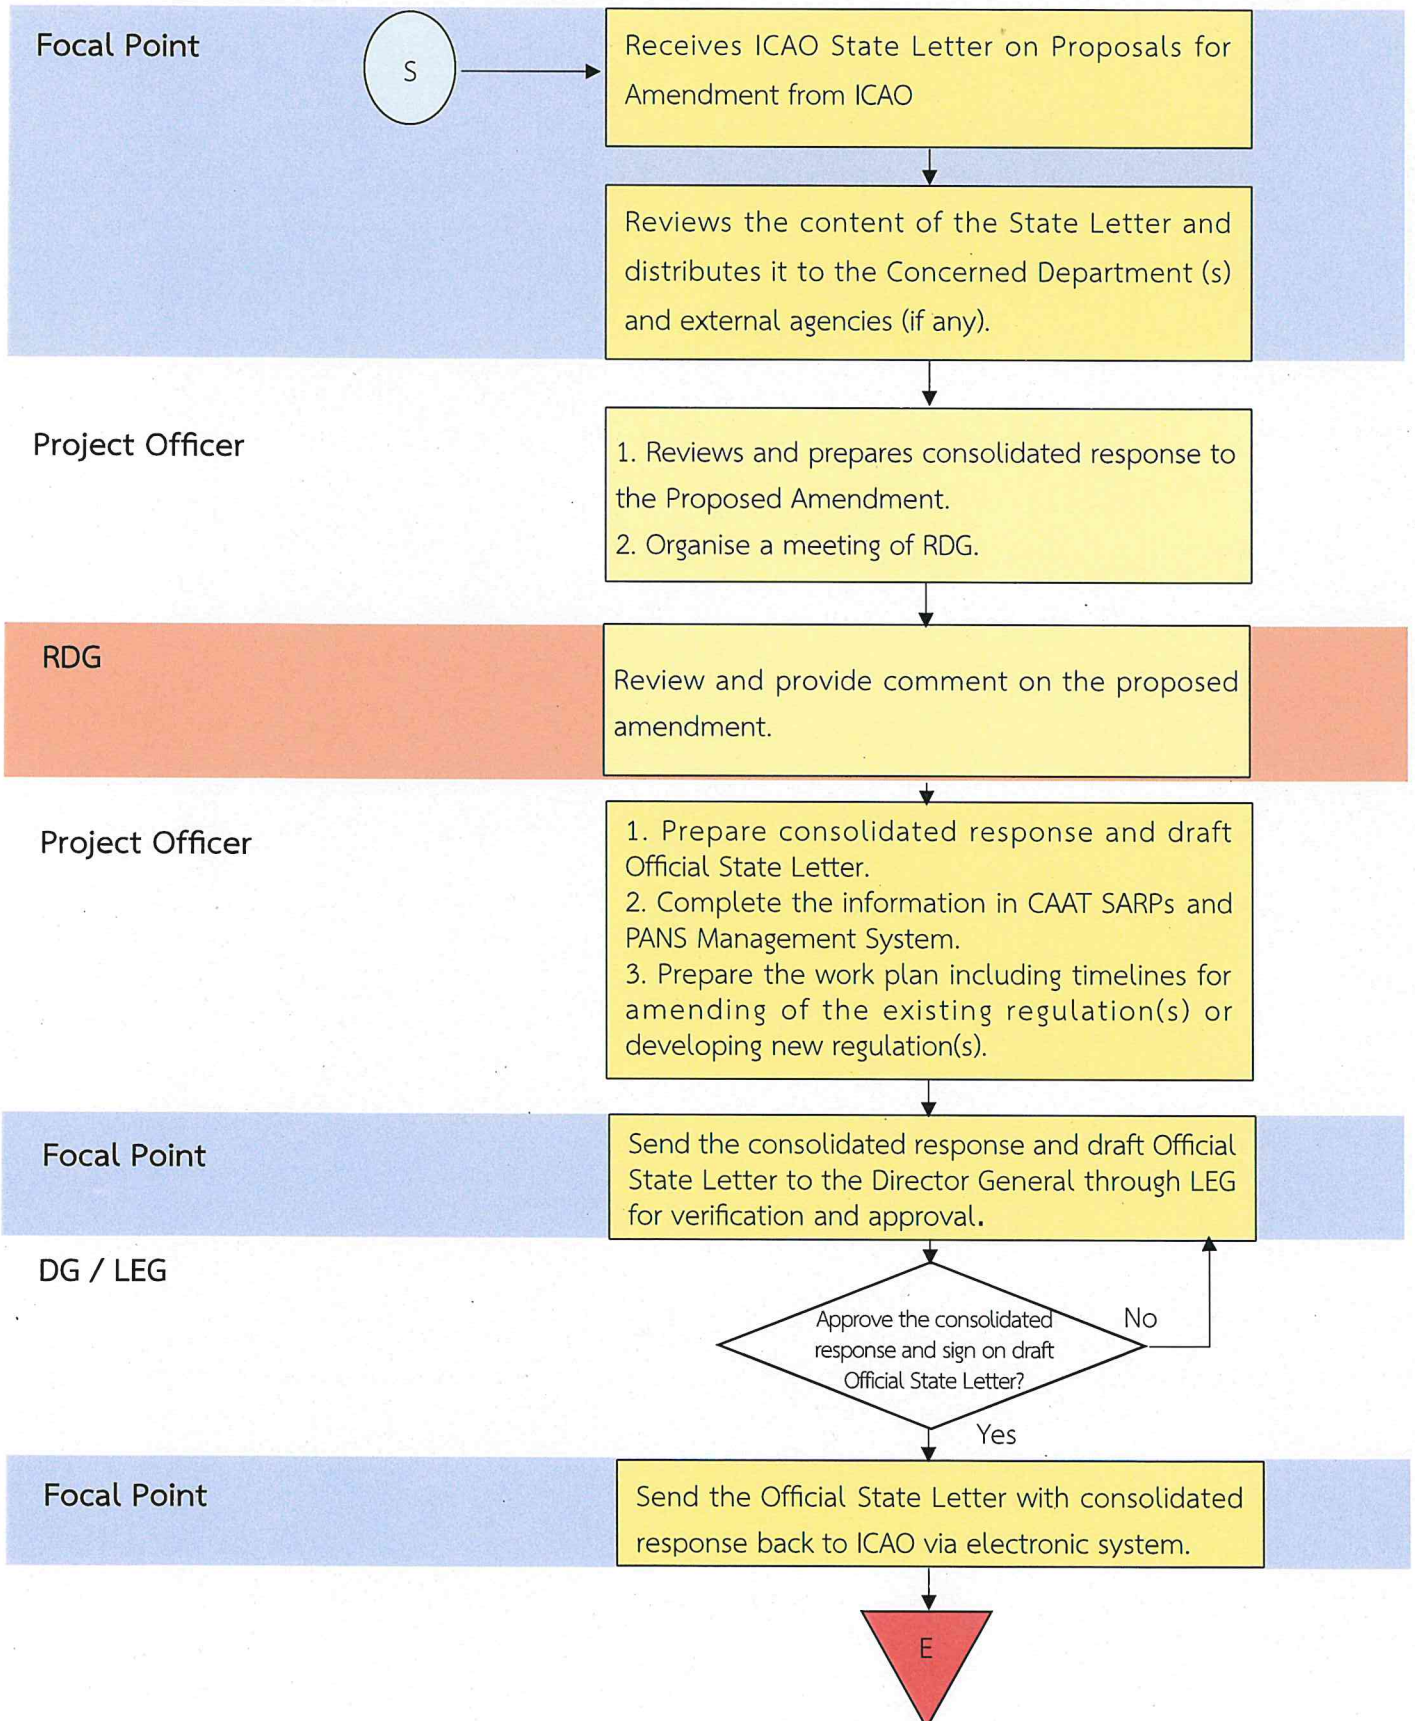 Focal Point
S
Receives ICAO State Letter on Proposals for
Amendment from ICAO
Reviews the content of the State Letter and
distributes it to the Concerned Department (s)
and external agencies (if any).
Project Officer
1. Reviews and prepares consolidated response to
the Proposed Amendment.
2. Organise a meeting of RDG.
RDG
Review and provide comment on the proposed
amendment.
Project Officer
1. Prepare consolidated response and draft
Official State Letter.
2. Complete the information in CAAT SARPs and
PANS Management System.
3. Prepare the work plan including timelines for
amending of the existing regulation(s) or
developing new regulation(s).
Focal Point
Send the consolidated response and draft Official
State Letter to the Director General through LEG
for verification and approval.
DG / LEG
Approve the consolidated
response and sign on draft
Official State Letter?
No
Yes
Focal Point
Send the Official State Letter with consolidated
response back to ICAO via electronic system.
E